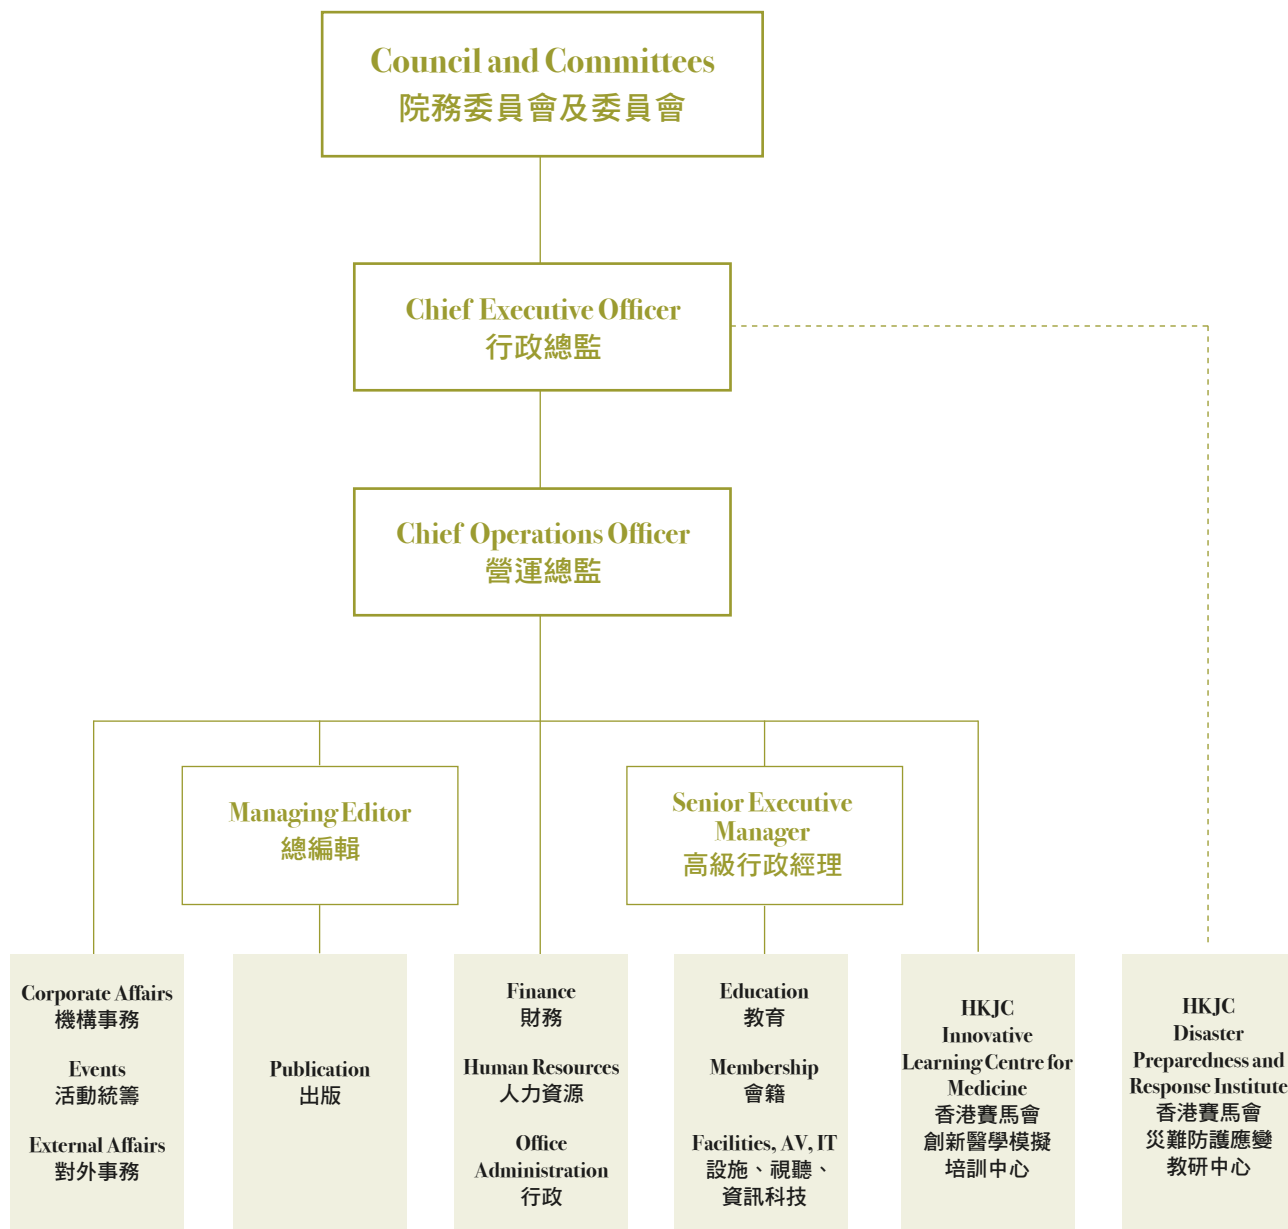 Council and Committees
院務委員會及委員會
Chief Executive Officer
行政總監
Chief Operations Officer
營運總監
Managing Editor
總編輯
Senior Executive
Manager
高級行政經理
Corporate Affairs
機構事務
Events
活動統籌
External Affairs
對外事務
Publication
出版
Finance
財務
Human Resources
人力資源
Office
Administration
行政
Education
教育
Membership
會籍
Facilities, AV, IT
設施、視聽、
資訊科技
HKJC
Innovative
Learning Centre for
Medicine
香港賽馬會
創新醫學模擬
培訓中心
HKJC
Disaster
Preparedness and
Response Institute
香港賽馬會
災難防護應變
教研中心